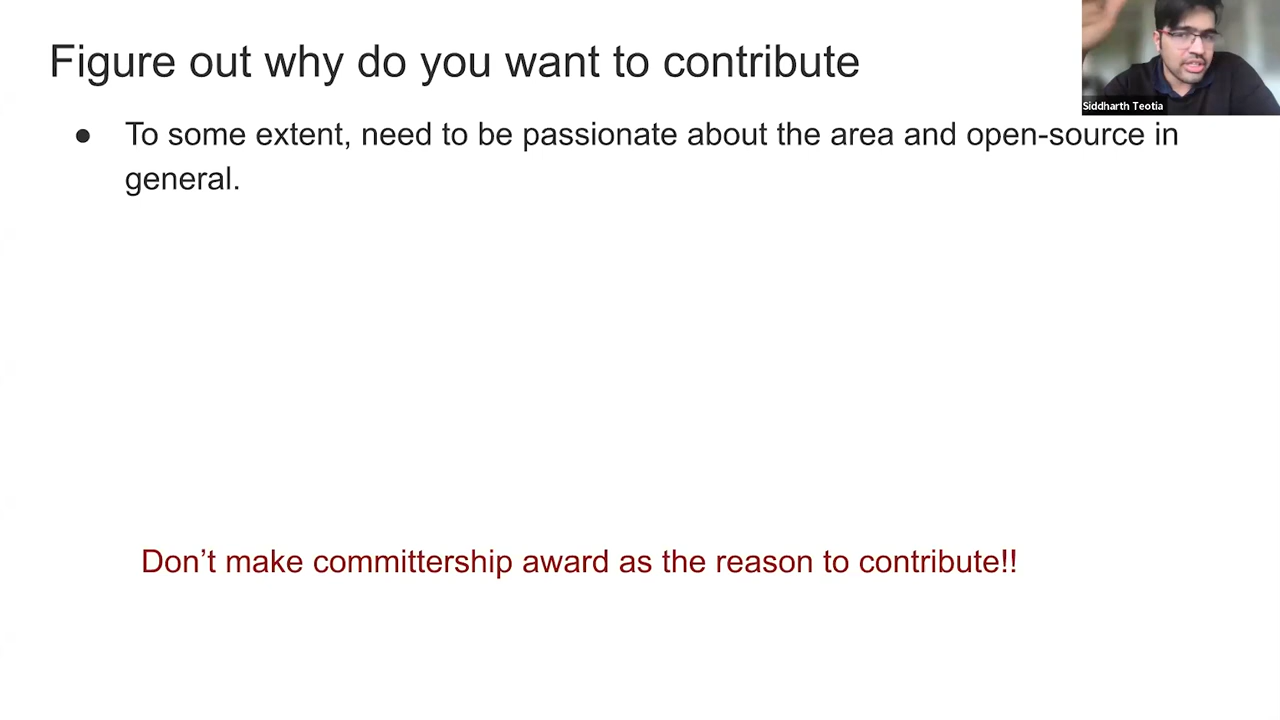 Figure out why do you want to contribute
Siddharth Teotia
● To some extent, need to be passionate about the area and open-source in
general.
Don’t make committership award as the reason to contribute!!